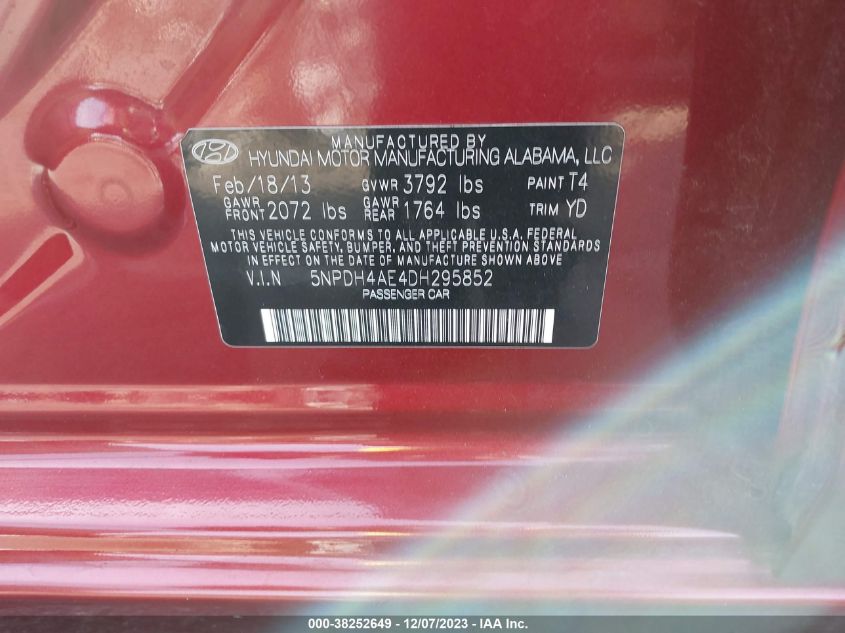 MANUFACTURED BY
HYUNDAI MOTOR MANUFACTURING ALABAMA, LLC
Feb/18/13 GVWR 3792 lbs PAINT T4
GAWR FRONT 2072 lbs GAWR REAR 1764 lbs TRIM YD
THIS VEHICLE CONFORMS TO ALL APPLICABLE U.S.A. FEDERAL
MOTOR VEHICLE SAFETY, BUMPER, AND THEFT PREVENTION STANDARDS
IN EFFECT ON THE DATE OF MANUFACTURE SHOWN ABOVE
V.I.N 5NPDH4AE4DH295852
PASSENGER CAR
000-38252649 - 12/07/2023 - IAA Inc.